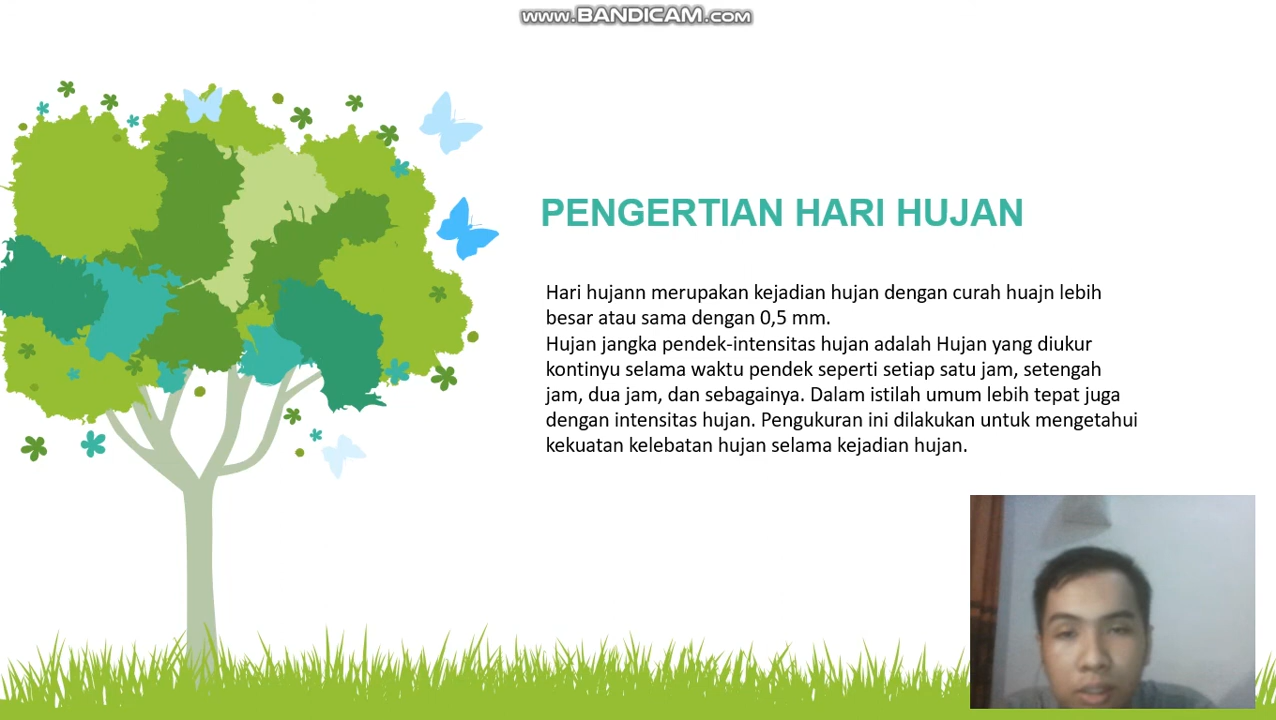 www.BANDICAM.com
PENGERTIAN HARI HUJAN
Hari hujann merupakan kejadian hujan dengan curah huajn lebih
besar atau sama dengan 0,5 mm.
Hujan jangka pendek-intensitas hujan adalah Hujan yang diukur
kontinyu selama waktu pendek seperti setiap satu jam, setengah
jam, dua jam, dan sebagainya. Dalam istilah umum lebih tepat juga
dengan intensitas hujan. Pengukuran ini dilakukan untuk mengetahui
kekuatan kelebatan hujan selama kejadian hujan.